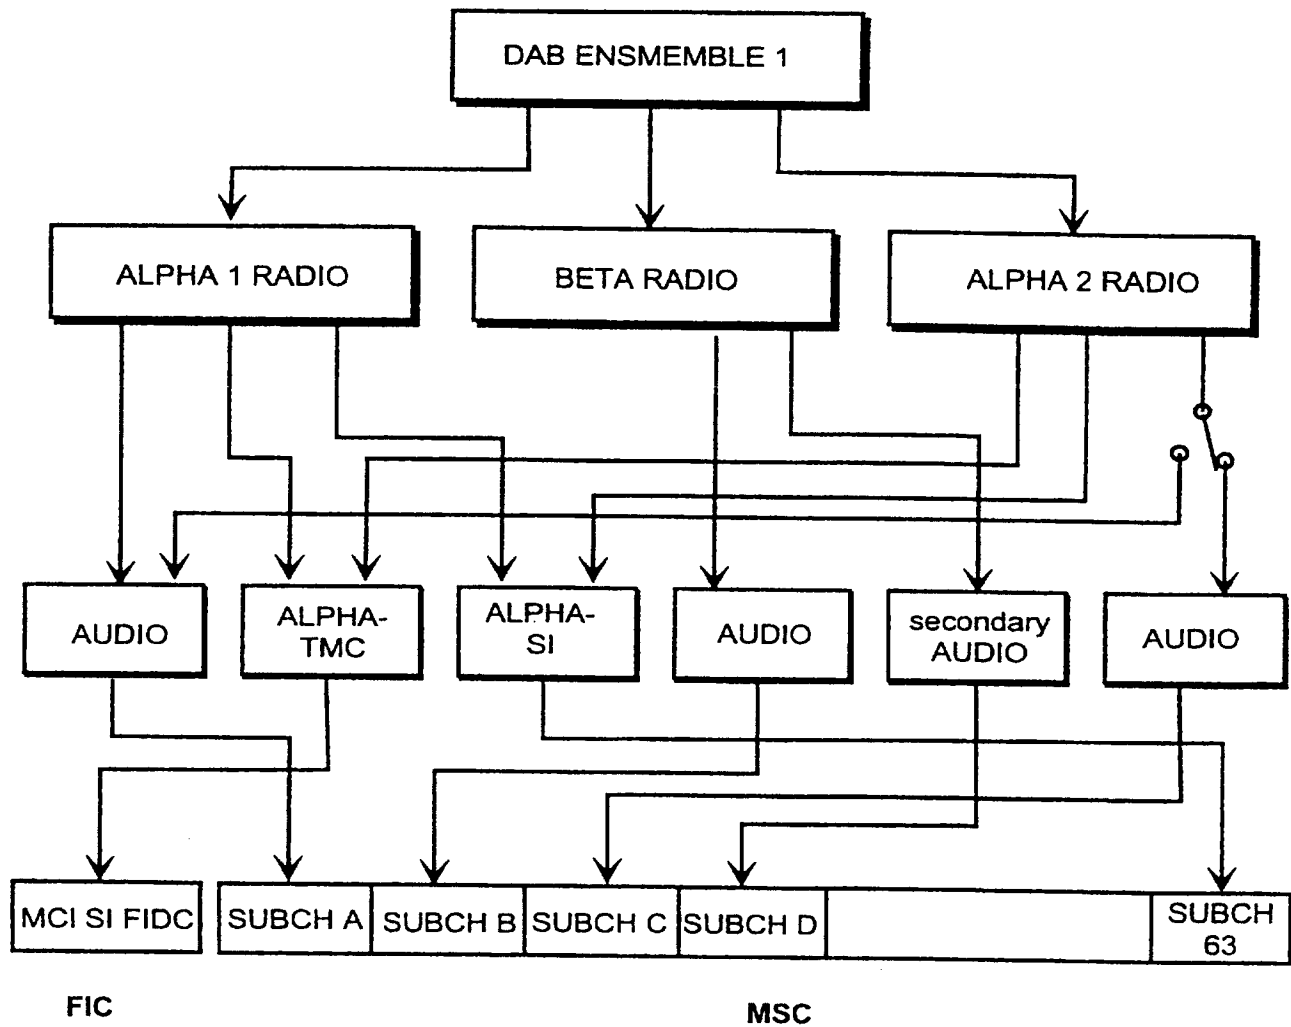 DAB ENSMEMBLE 1
ALPHA 1 RADIO
BETA RADIO
ALPHA 2 RADIO
AUDIO
ALPHA-
TMC
ALPHA-
SI
AUDIO
secondary
AUDIO
AUDIO
MCI SI FIDC
SUBCH A
SUBCH B
SUBCH C
SUBCH D
SUBCH
63
FIC
MSC